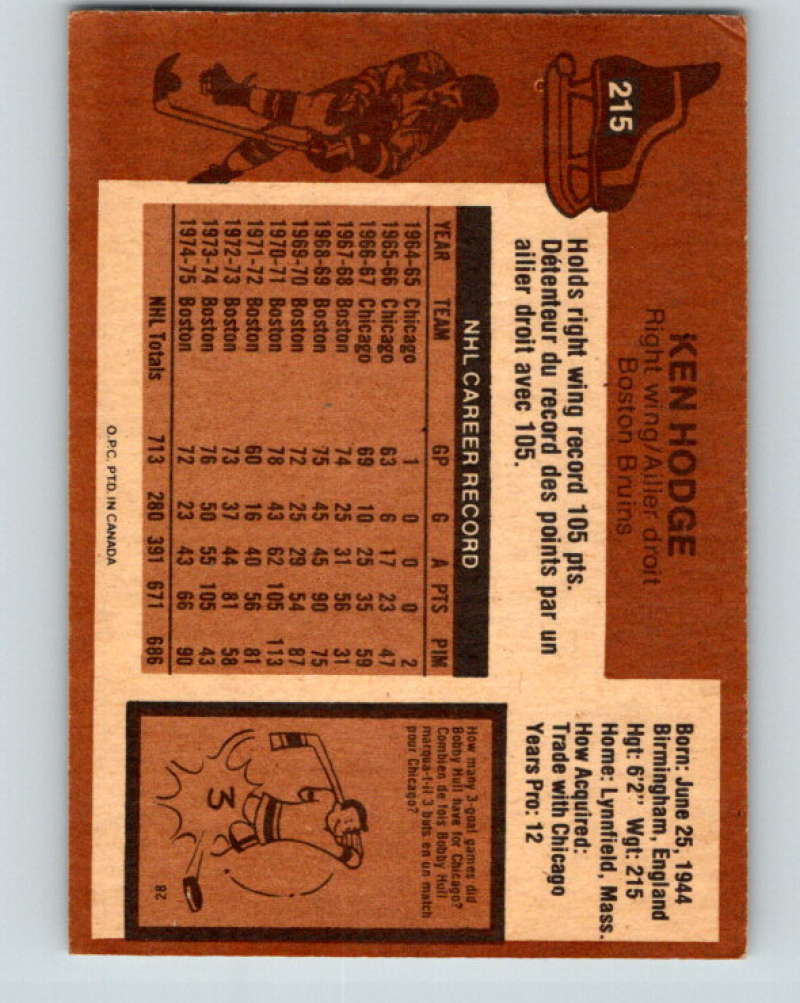 215
KEN HODGE
Right wing/Ailier droit
Boston Bruins
Holds right wing record 105 pts.
Détenteur du record des points par un
ailier droit avec 105.
NHL CAREER RECORD
YEAR TEAM GP G A PTS PIM
1964-65 Chicago 1 0 0 0 2
1965-66 Chicago 63 6 17 23 47
1966-67 Chicago 69 10 25 35 59
1967-68 Boston 74 25 31 56 31
1968-69 Boston 75 45 45 90 75
1969-70 Boston 72 25 29 54 87
1970-71 Boston 78 43 62 105 113
1971-72 Boston 60 16 40 56 81
1972-73 Boston 73 37 44 81 58
1973-74 Boston 76 50 55 105 43
1974-75 Boston 72 23 43 66 90
NHL Totals 713 280 391 671 686
O.P.C. PTD. IN CANADA
Born: June 25, 1944
Birmingham, England
Hgt: 6'2" Wgt: 215
Home: Lynnfield, Mass.
How Acquired:
Trade with Chicago
Years Pro: 12
How many 3-goal games did
Bobby Hull have for Chicago?
Combien de fois Bobby Hull
marqua-t-il 3 buts en un match
pour Chicago?
3
28